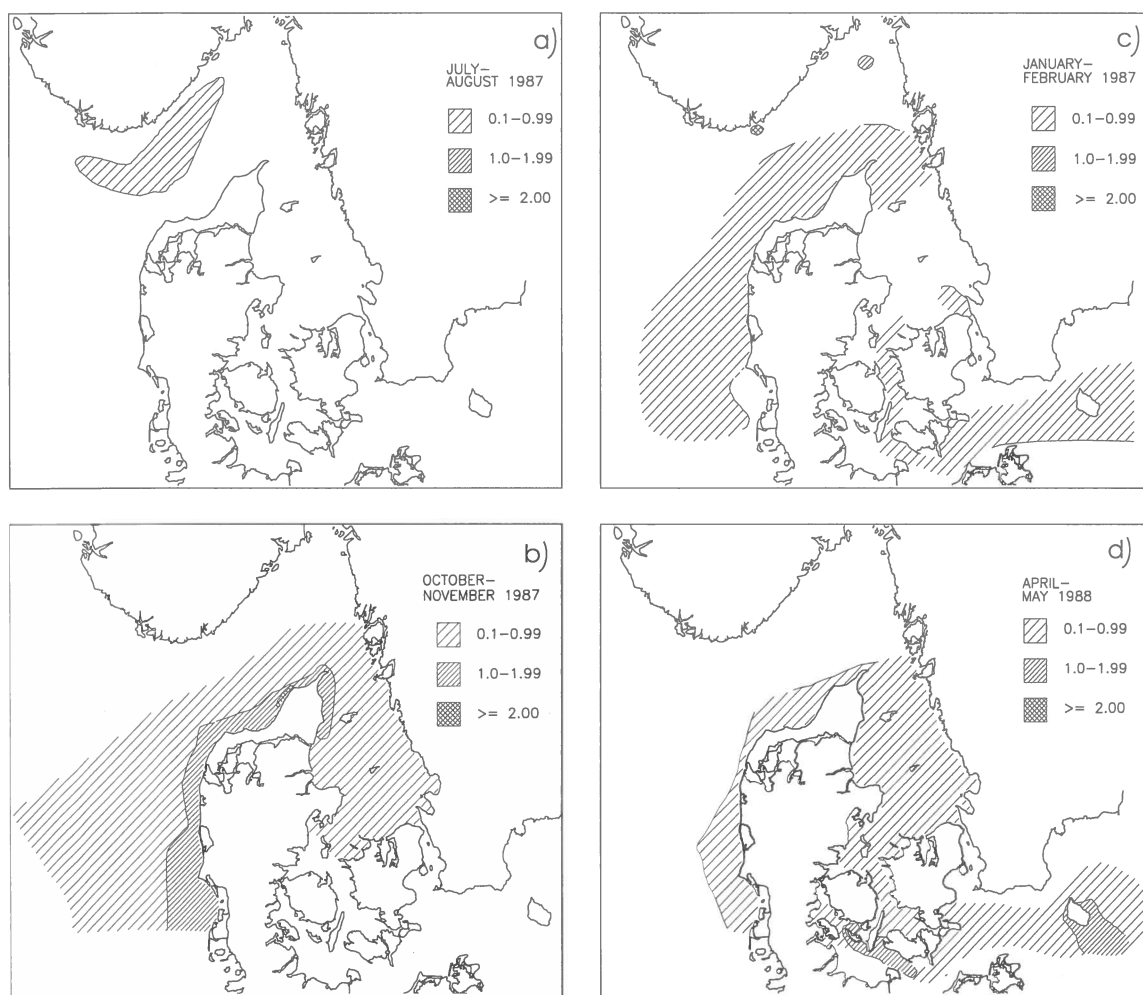 a)
JULY–
AUGUST 1987
0.1–0.99
1.0–1.99
>= 2.00
c)
JANUARY–
FEBRUARY 1987
0.1–0.99
1.0–1.99
>= 2.00
b)
OCTOBER–
NOVEMBER 1987
0.1–0.99
1.0–1.99
>= 2.00
d)
APRIL–
MAY 1988
0.1–0.99
1.0–1.99
>= 2.00